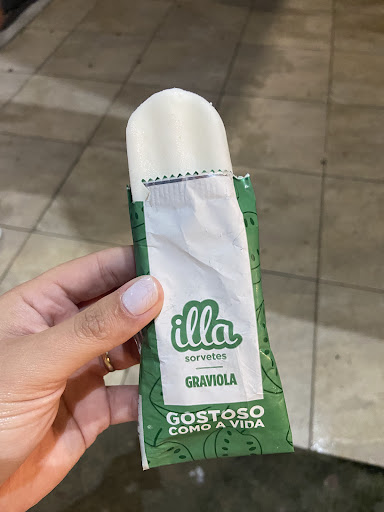 illa
sorvetes
GRAVIOLA
GOSTOSO
COMO A VIDA